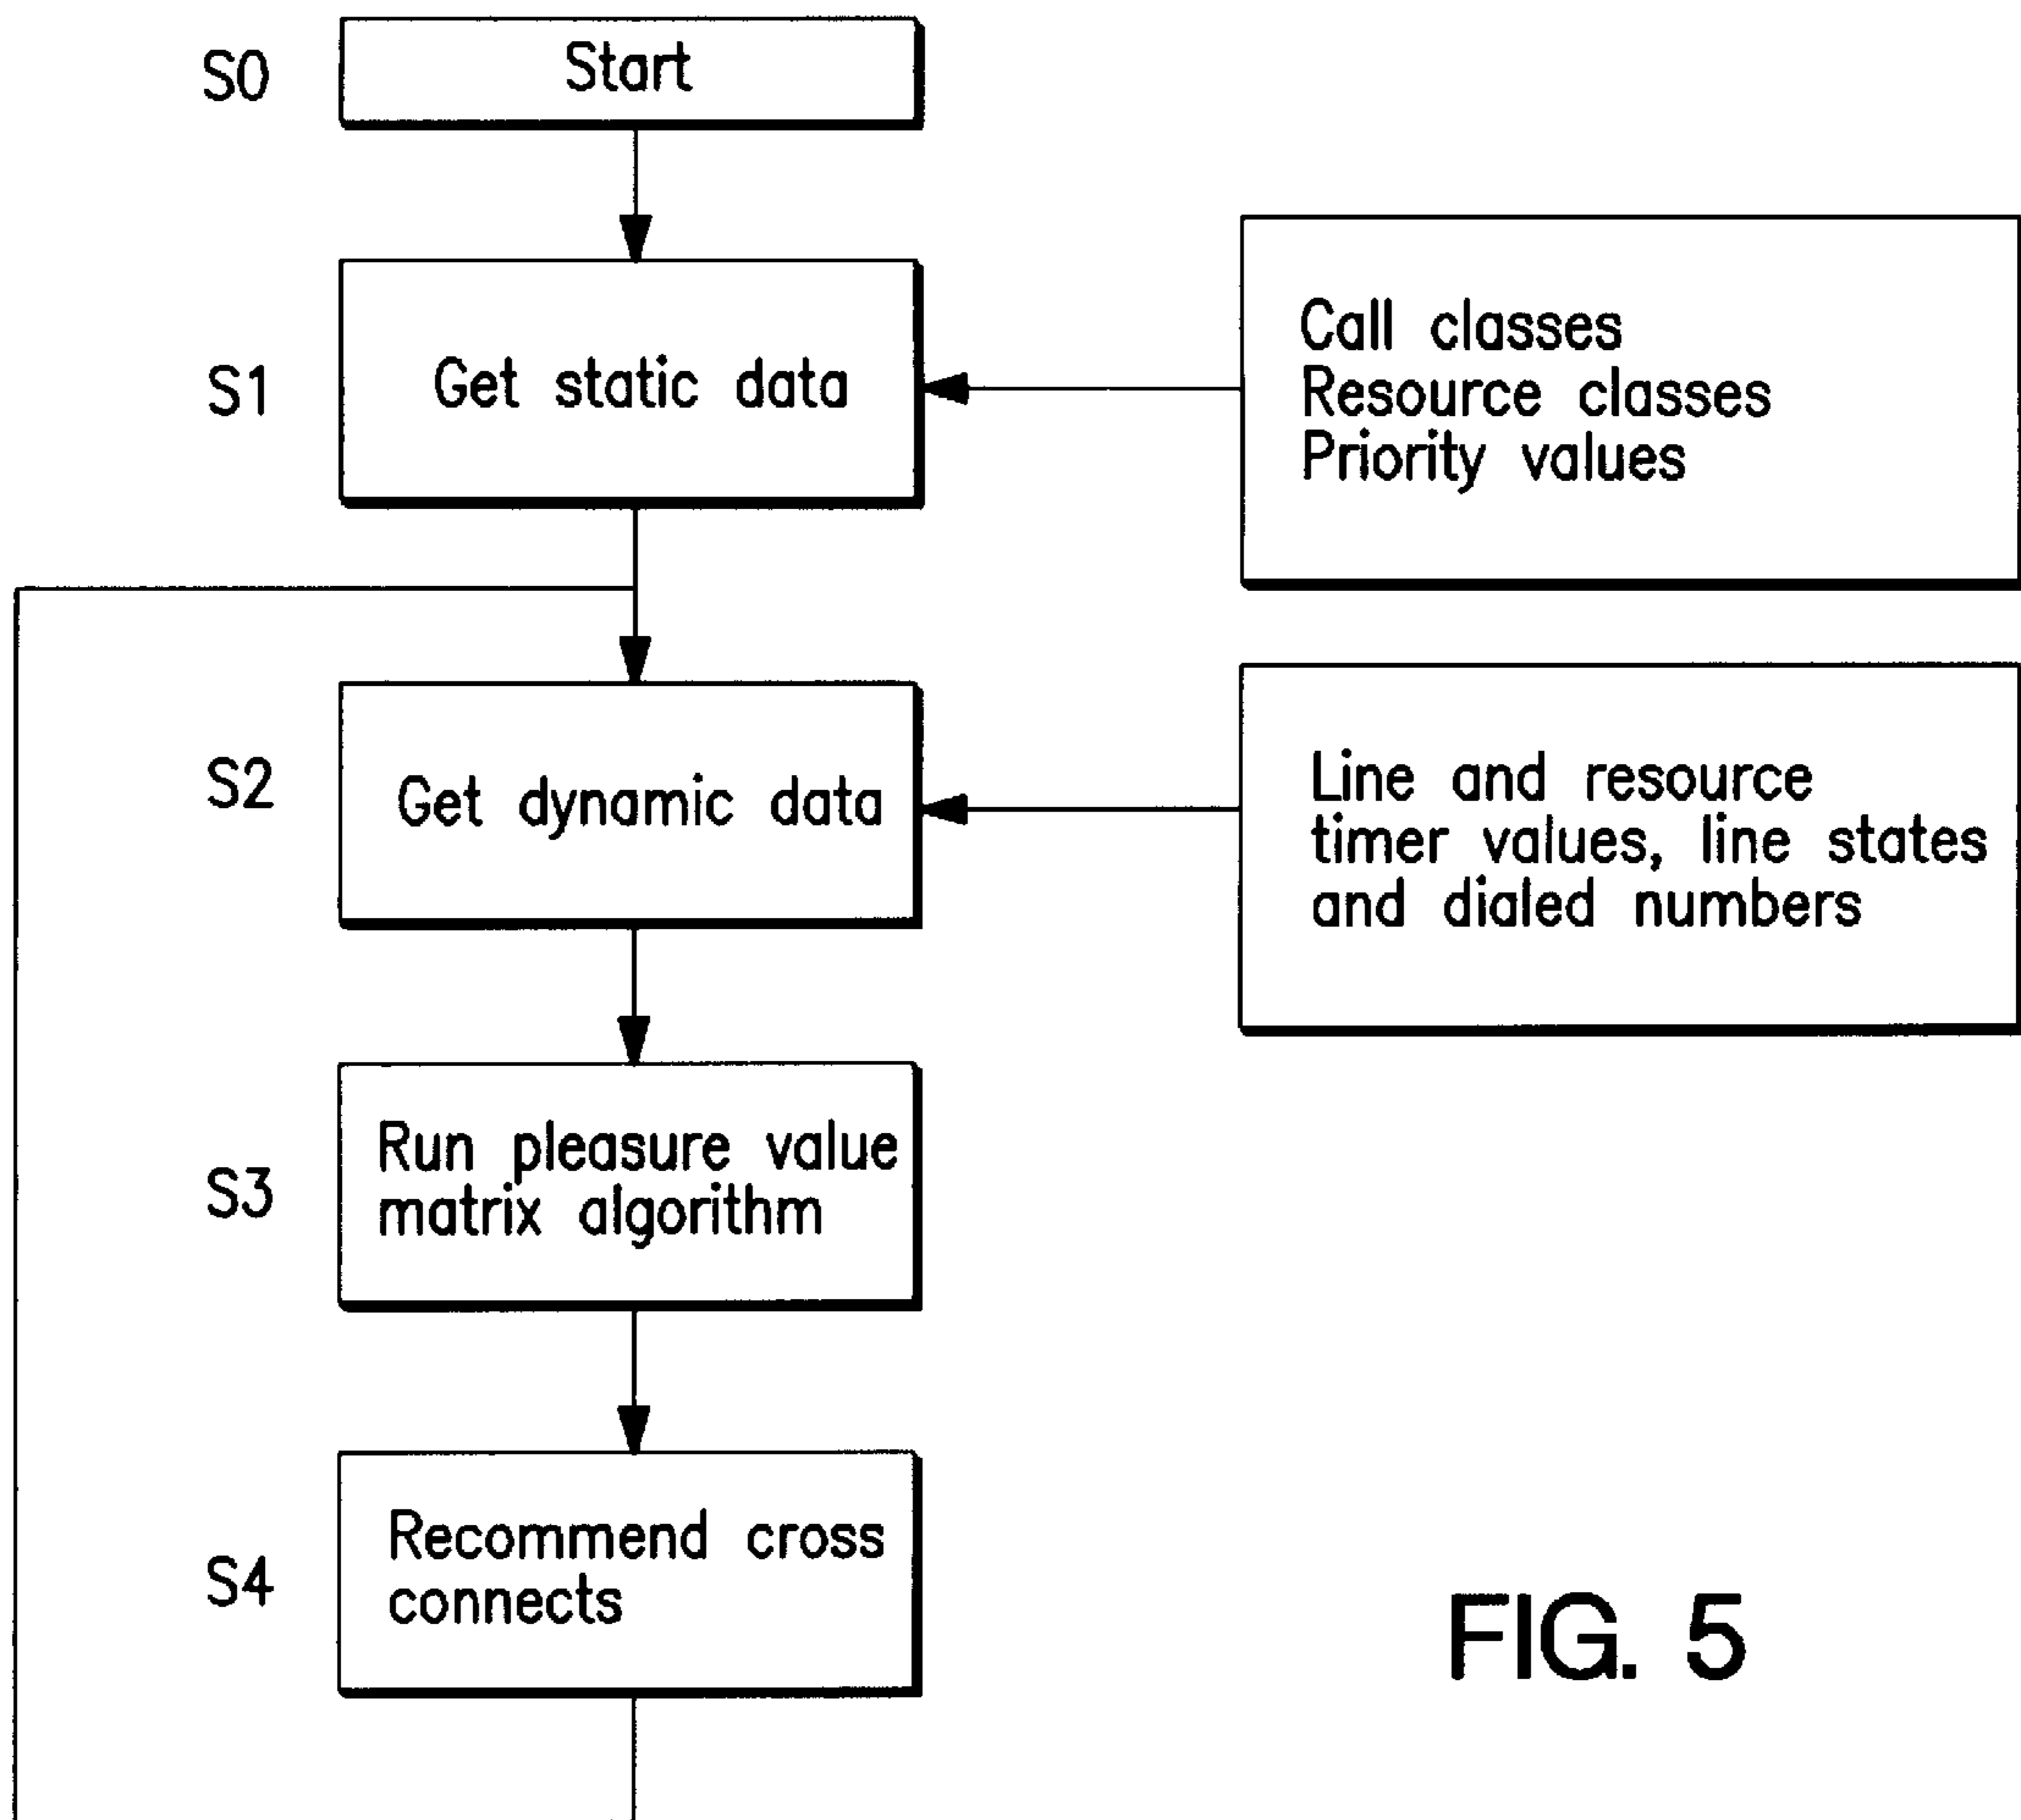 S0
Start
S1
Get static data
Call classes
Resource classes
Priority values
S2
Get dynamic data
Line and resource
timer values, line states
and dialed numbers
S3
Run pleasure value
matrix algorithm
S4
Recommend cross
connects
FIG. 5